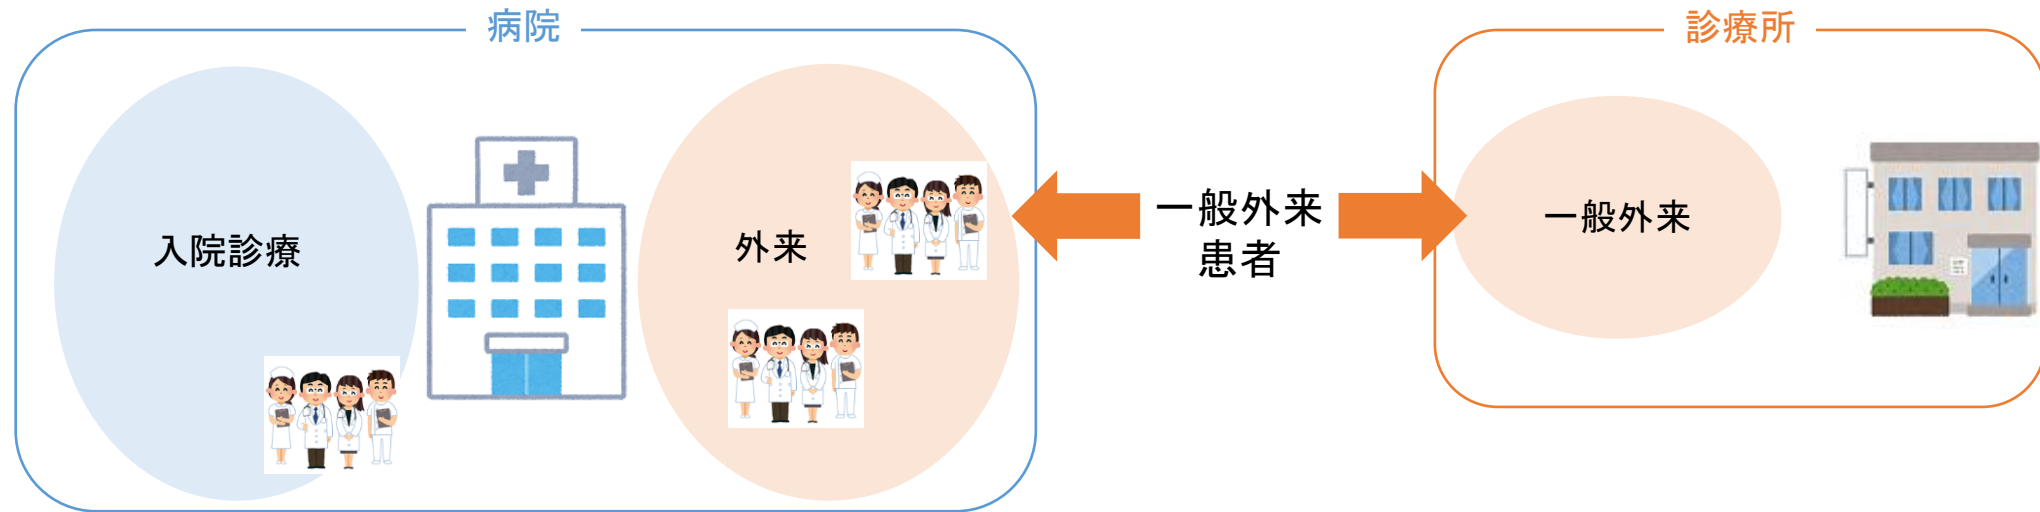 病院
診療所
入院診療
外来
一般外来
患者
一般外来